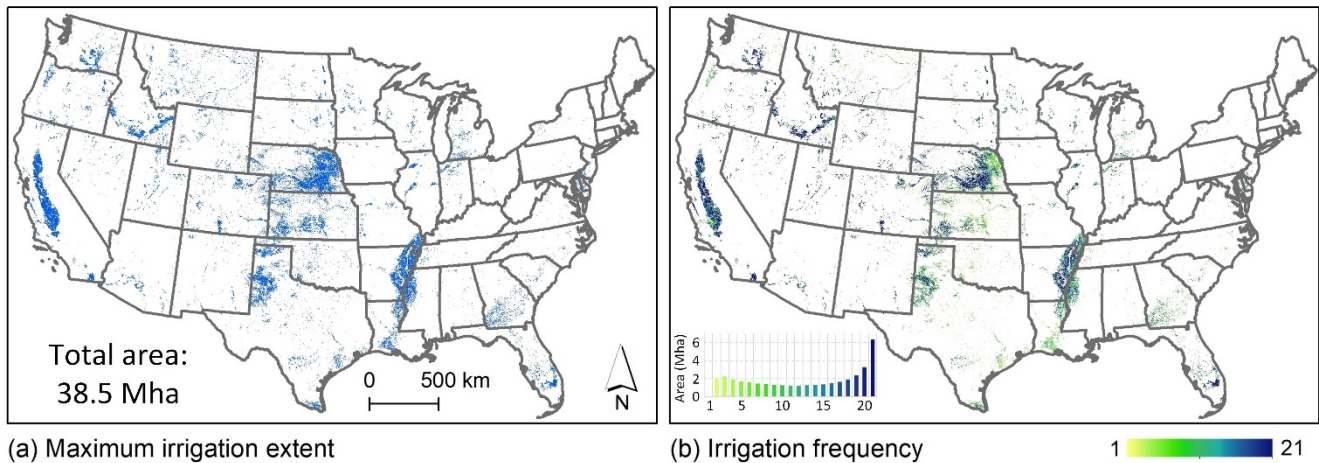 Total area:
38.5 Mha
0 500 km
N
Area (Mha)
6
4
2
0
1 5 10 15 20
(a) Maximum irrigation extent
(b) Irrigation frequency
1 21